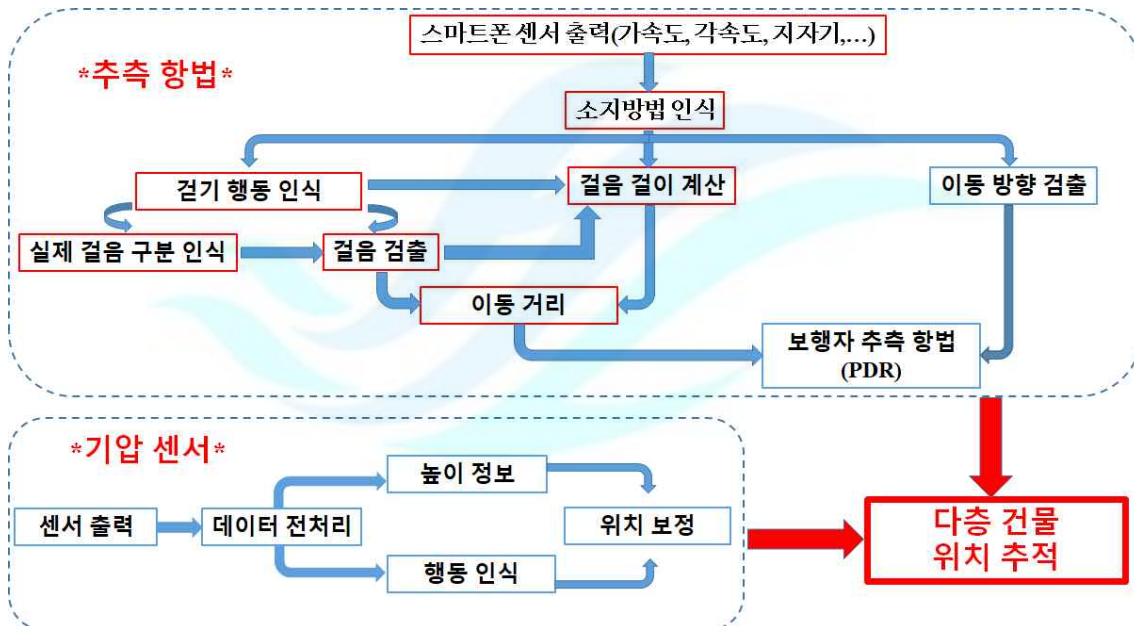 스마트폰 센서 출력(가속도, 각속도, 지자기,...)
*추측 항법*
소지방법 인식
걷기 행동 인식
걸음 걸이 계산
이동 방향 검출
실제 걸음 구분 인식
걸음 검출
이동 거리
보행자 추측 항법
(PDR)
*기압 센서*
높이 정보
센서 출력
데이터 전처리
위치 보정
행동 인식
다층 건물
위치 추적